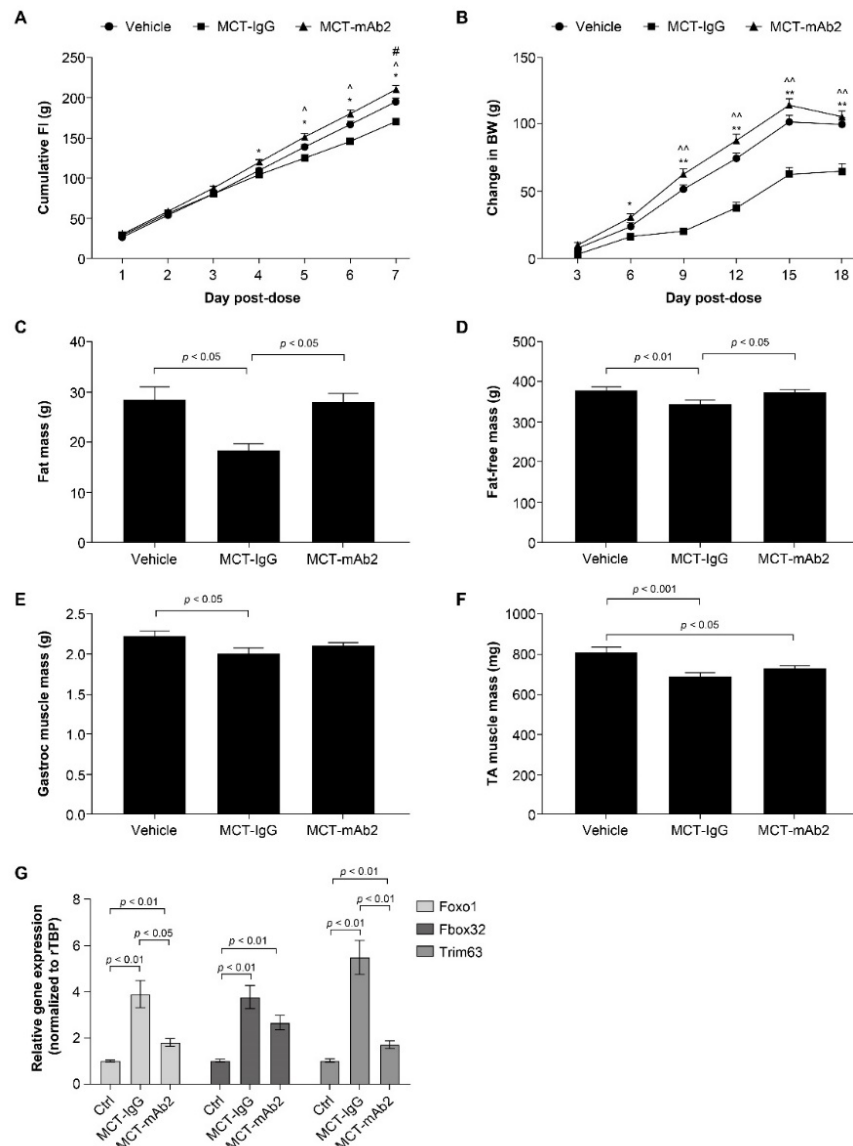 A
Vehicle MCT-IgG MCT-mAb2
Cumulative FI (g)
250
200
150
100
50
0
# 
^ ^ ^
* * * *
1 2 3 4 5 6 7
Day post-dose
B
Vehicle MCT-IgG MCT-mAb2
Change in BW (g)
150
100
50
0
^^ ^^ ^^ ^^
* ** ** ** **
3 6 9 12 15 18
Day post-dose
C
Fat mass (g)
40
30
20
10
0
p < 0.05 p < 0.05
Vehicle MCT-IgG MCT-mAb2
D
Fat-free mass (g)
500
400
300
200
100
0
p < 0.01 p < 0.05
Vehicle MCT-IgG MCT-mAb2
E
Gastroc muscle mass (g)
2.5
2.0
1.5
1.0
0.5
0.0
p < 0.05
Vehicle MCT-IgG MCT-mAb2
F
TA muscle mass (mg)
1000
800
600
400
200
0
p < 0.001
p < 0.05
Vehicle MCT-IgG MCT-mAb2
G
Relative gene expression
(normalized to rTBP)
8
6
4
2
0
p < 0.01
p < 0.05
p < 0.01
p < 0.01
p < 0.01
p < 0.01
p < 0.01
p < 0.01
Ctrl MCT-IgG MCT-mAb2 Ctrl MCT-IgG MCT-mAb2 Ctrl MCT-IgG MCT-mAb2
Foxo1
Fbox32
Trim63